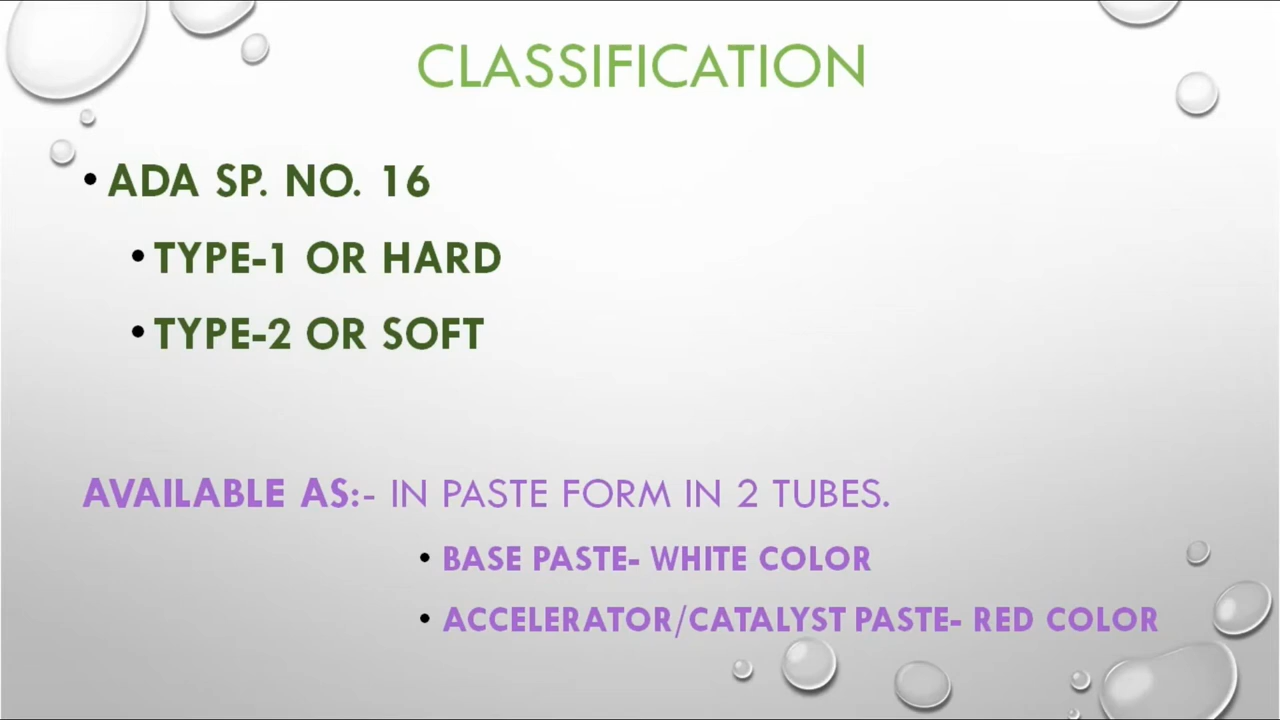 CLASSIFICATION
• ADA SP. NO. 16
• TYPE-1 OR HARD
• TYPE-2 OR SOFT
AVAILABLE AS:- IN PASTE FORM IN 2 TUBES.
• BASE PASTE- WHITE COLOR
• ACCELERATOR/CATALYST PASTE- RED COLOR